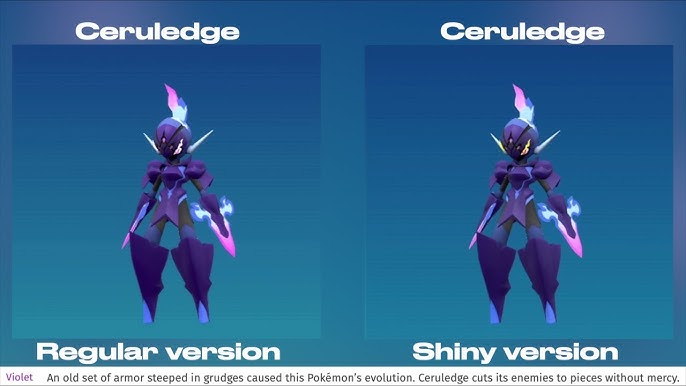 Ceruledge
Ceruledge
Regular version
Shiny version
Violet An old set of armor steeped in grudges caused this Pokémon’s evolution. Ceruledge cuts its enemies to pieces without mercy.